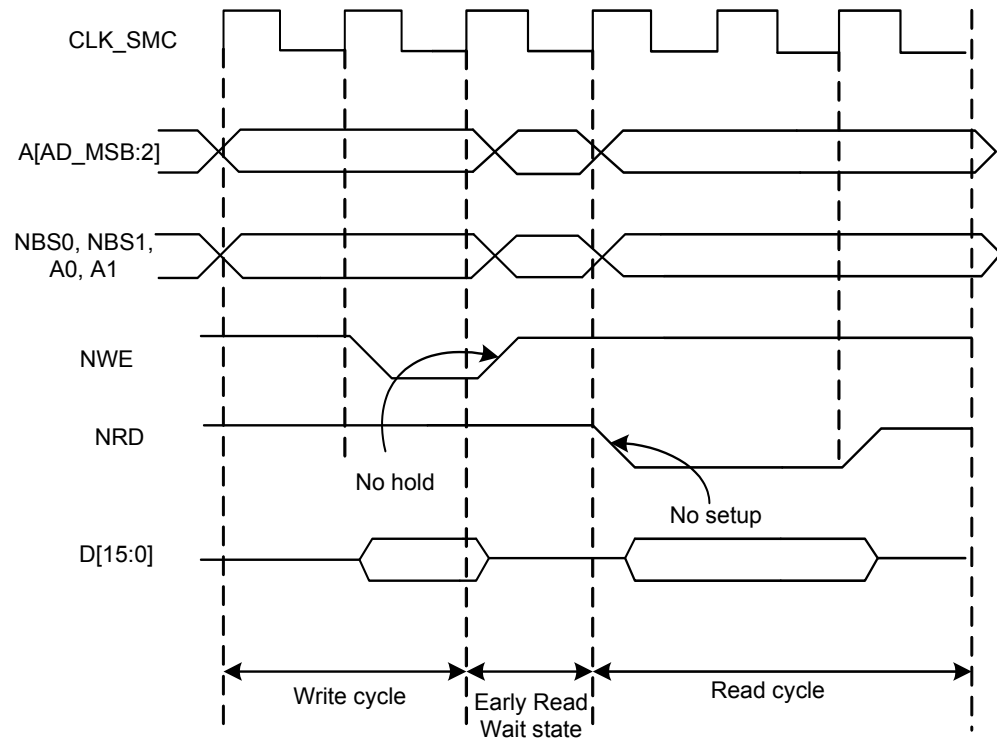 CLK_SMC
A[AD_MSB:2]
NBS0, NBS1,
A0, A1
NWE
NRD
No hold
No setup
D[15:0]
Write cycle
Early Read
Wait state
Read cycle